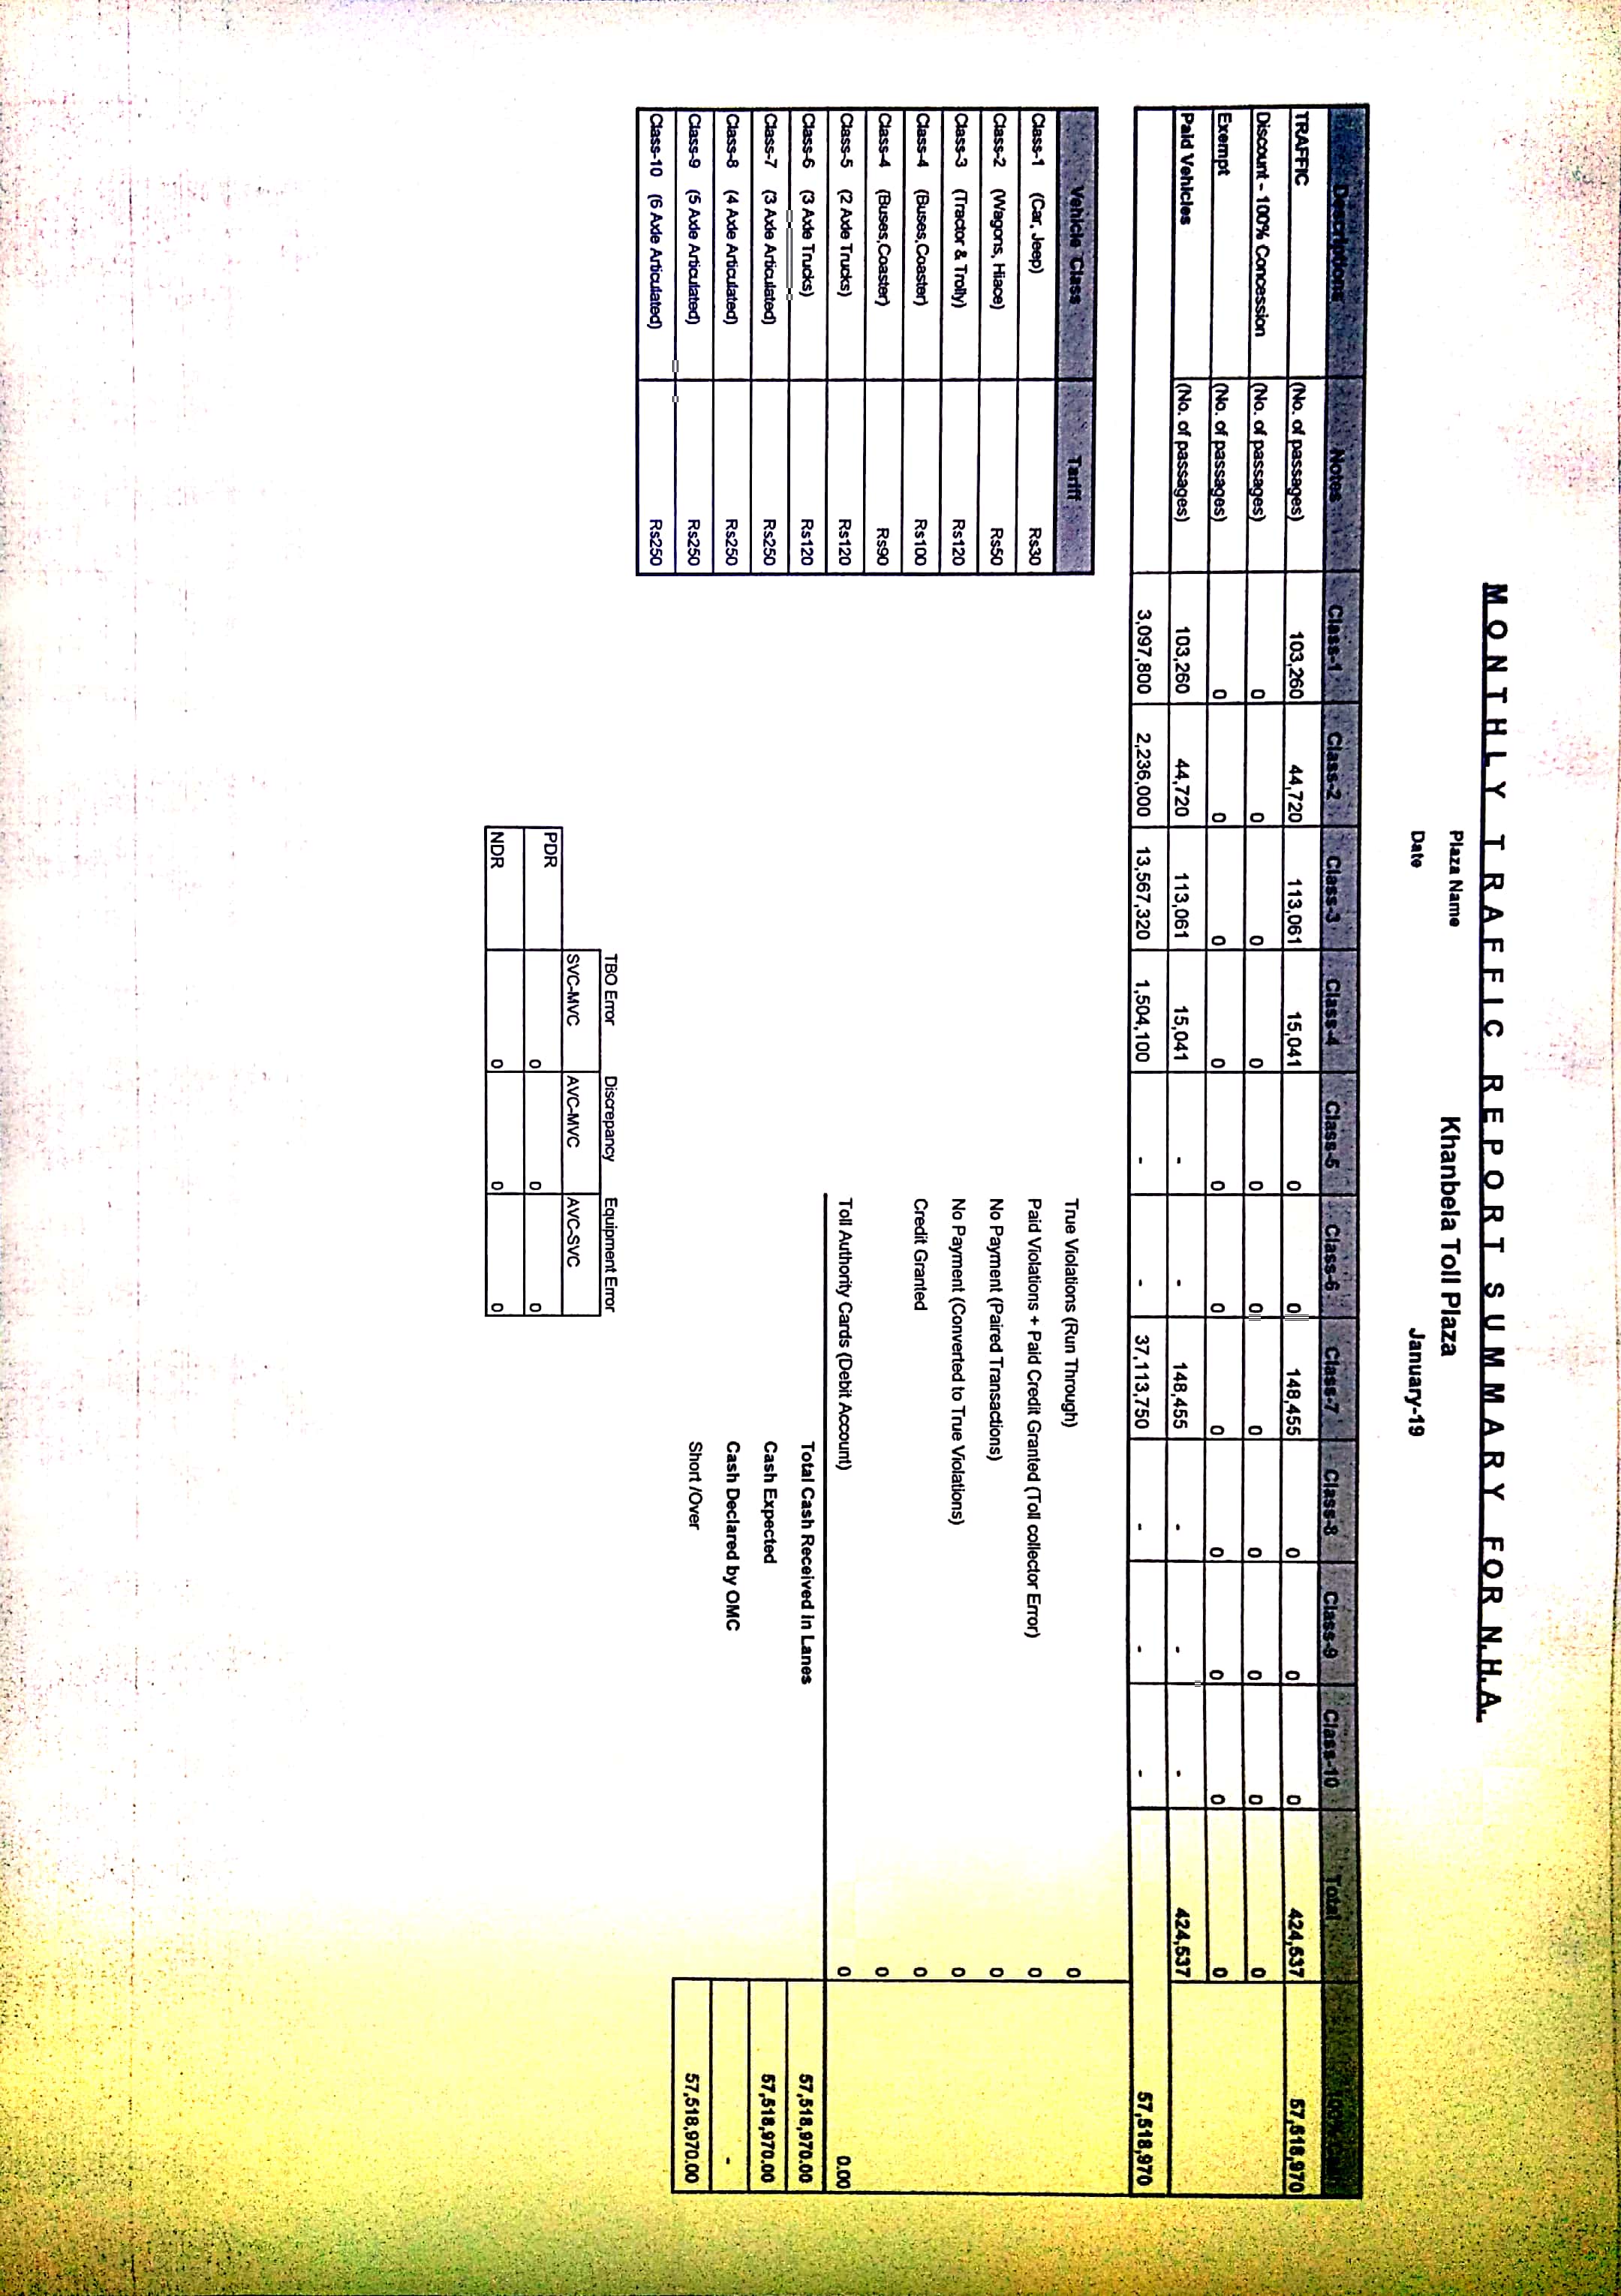 MONTHLY TRAFFIC REPORT SUMMARY FOR N.H.A.
Plaza Name Khanbela Toll Plaza
Date January-19
Descriptions Notes Class-1 Class-2 Class-3 Class-4 Class-5 Class-6 Class-7 Class-8 Class-9 Class-10 Total
TRAFFIC (No. of passages) 103,260 44,720 113,061 15,041 0 0 148,455 0 0 0 424,537 57,518,970
Discount - 100% Concession (No. of passages) 0 0 0 0 0 0 0 0 0 0 0
Exempt (No. of passages) 0 0 0 0 0 0 0 0 0 0 0
Paid Vehicles (No. of passages) 103,260 44,720 113,061 15,041 - - 148,455 - - - 424,537
3,097,800 2,236,000 13,567,320 1,504,100 - - 37,113,750 - - - 57,518,970
Vehicle Class Tariff
Class-1 (Car, Jeep) Rs30
Class-2 (Wagons, Hiace) Rs50
Class-3 (Tractor & Trolly) Rs120
Class-4 (Buses,Coaster) Rs100
Class-4 (Buses,Coaster) Rs90
Class-5 (2 Axle Trucks) Rs120
Class-6 (3 Axle Trucks) Rs120
Class-7 (3 Axle Articulated) Rs250
Class-8 (4 Axle Articulated) Rs250
Class-9 (5 Axle Articulated) Rs250
Class-10 (6 Axle Articulated) Rs250
True Violations (Run Through) 0
Paid Violations + Paid Credit Granted (Toll collector Error) 0
No Payment (Paired Transactions) 0
No Payment (Converted to True Violations) 0
Credit Granted 0
0
Toll Authority Cards (Debit Account) 0 0.00
Total Cash Received in Lanes 57,518,970.00
Cash Expected 57,518,970.00
Cash Declared by OMC -
Short /Over 57,518,970.00
TBO Error Discrepancy Equipment Error
SVC-MVC AVC-MVC AVC-SVC
PDR 0 0 0
NDR 0 0 0